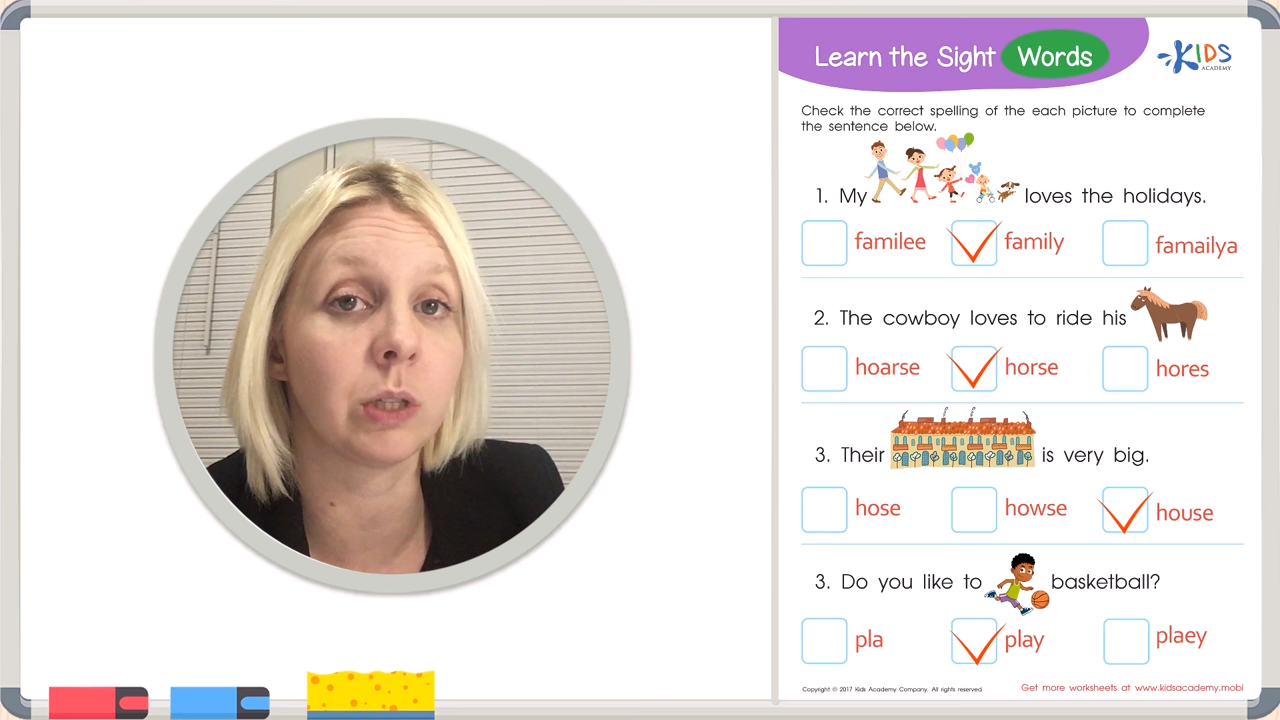 Learn the Sight Words
KIDS
ACADEMY
Check the correct spelling of the each picture to complete
the sentence below.
1. My loves the holidays.
familee family famailya
2. The cowboy loves to ride his
hoarse horse hores
3. Their is very big.
hose howse house
3. Do you like to basketball?
pla play plaey
Copyright © 2017 Kids Academy Company. All rights reserved
Get more worksheets at www.kidsacademy.mobi